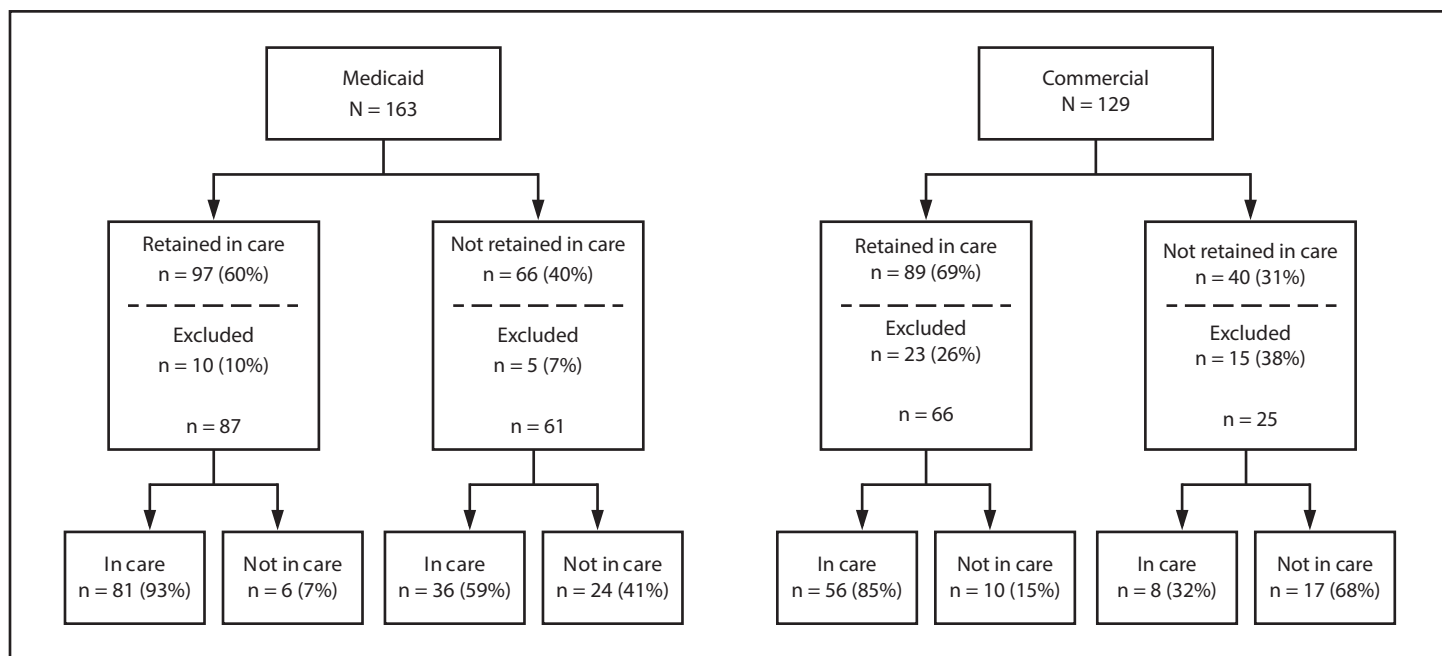 Medicaid
N = 163
Commercial
N = 129
Retained in care
n = 97 (60%)
Excluded
n = 10 (10%)
n = 87
Not retained in care
n = 66 (40%)
Excluded
n = 5 (7%)
n = 61
Retained in care
n = 89 (69%)
Excluded
n = 23 (26%)
n = 66
Not retained in care
n = 40 (31%)
Excluded
n = 15 (38%)
n = 25
In care
n = 81 (93%)
Not in care
n = 6 (7%)
In care
n = 36 (59%)
Not in care
n = 24 (41%)
In care
n = 56 (85%)
Not in care
n = 10 (15%)
In care
n = 8 (32%)
Not in care
n = 17 (68%)